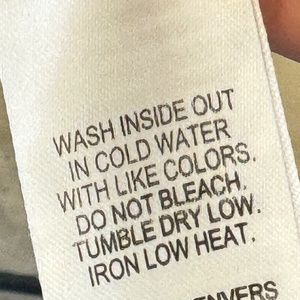 WASH INSIDE OUT
IN COLD WATER
WITH LIKE COLORS.
DO NOT BLEACH.
TUMBLE DRY LOW.
IRON LOW HEAT.